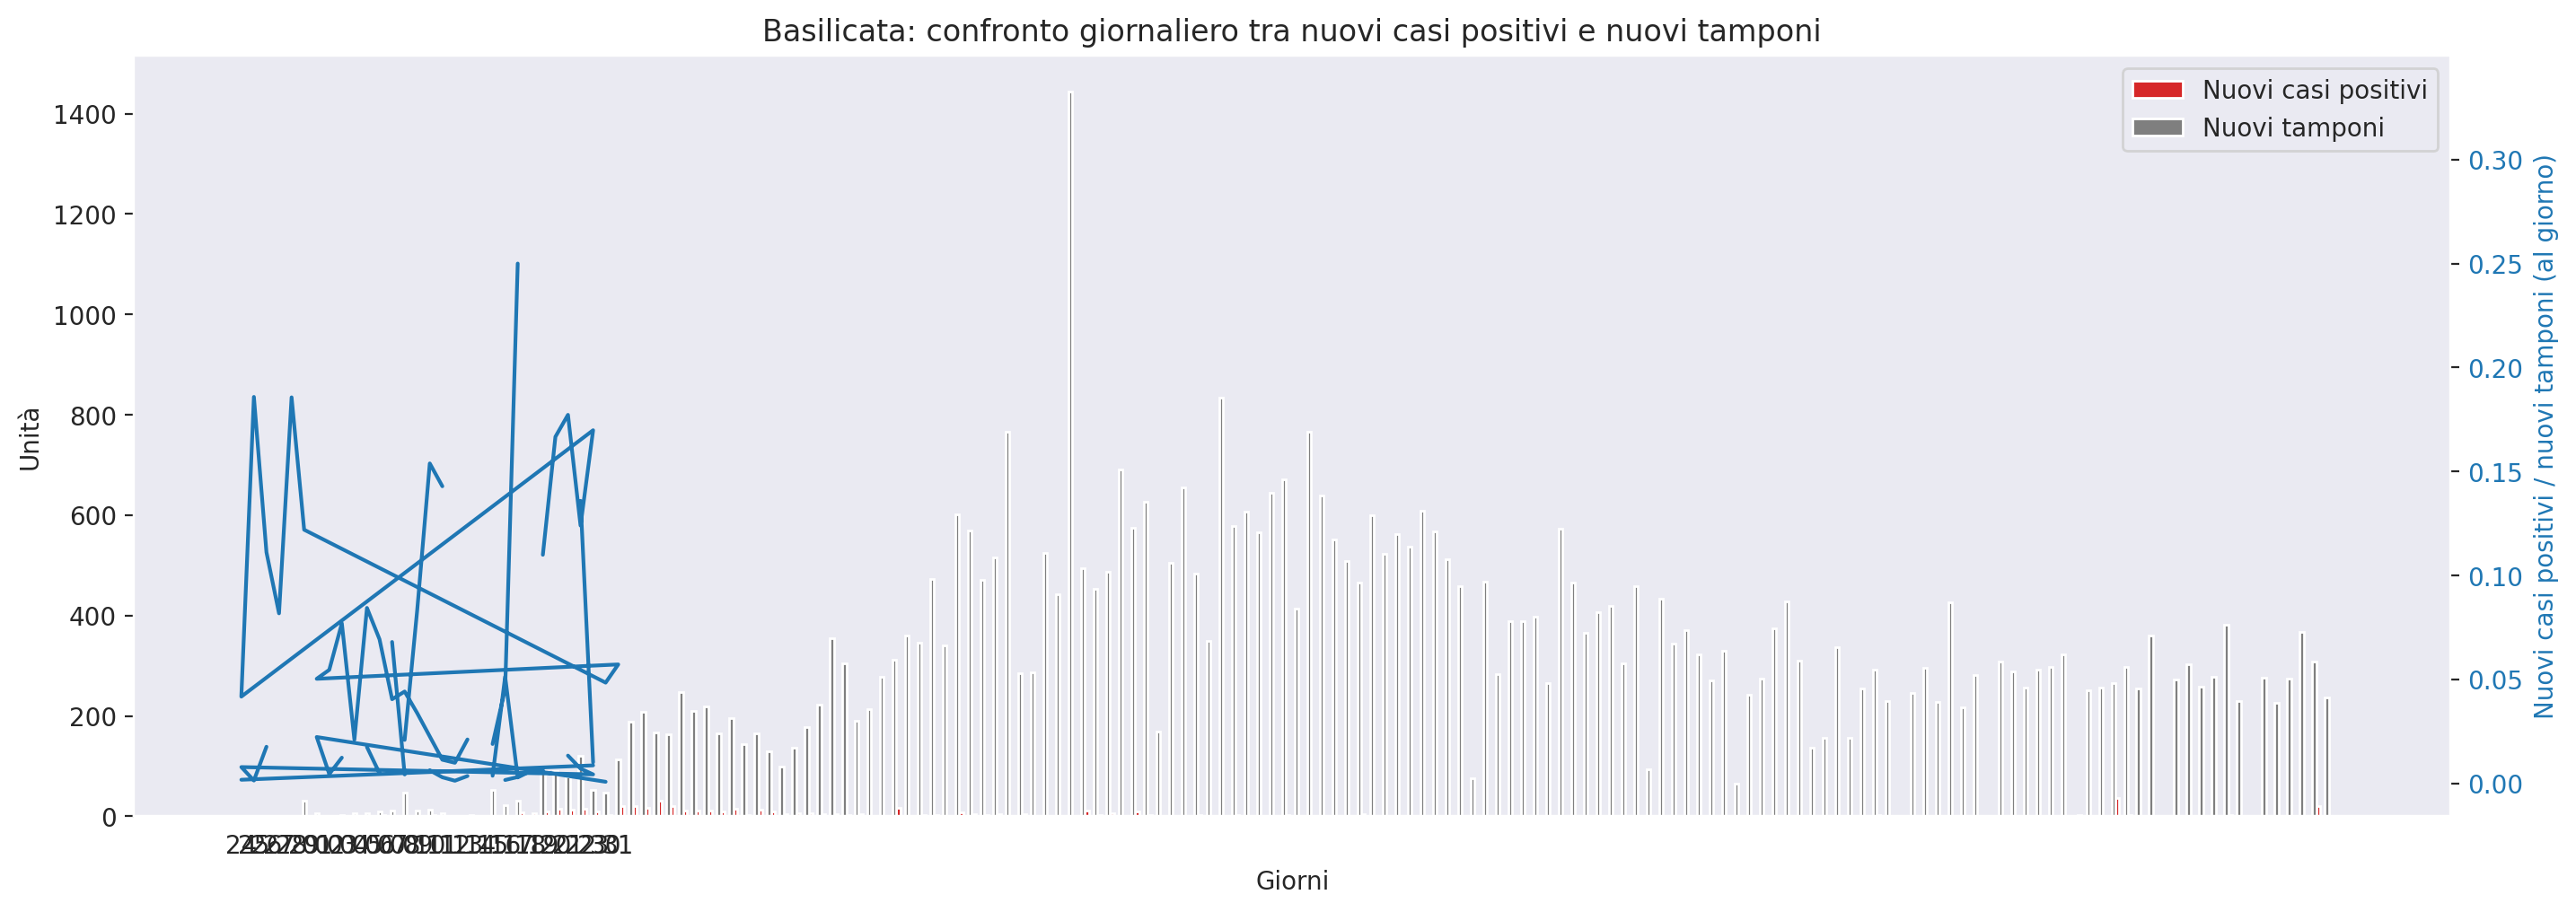 Basilicata: confronto giornaliero tra nuovi casi positivi e nuovi tamponi
Nuovi casi positivi
Nuovi tamponi
1400
1200
1000
800
600
400
200
0
Unità
0.30
0.25
0.20
0.15
0.10
0.05
0.00
Nuovi casi positivi / nuovi tamponi (al giorno)
Giorni